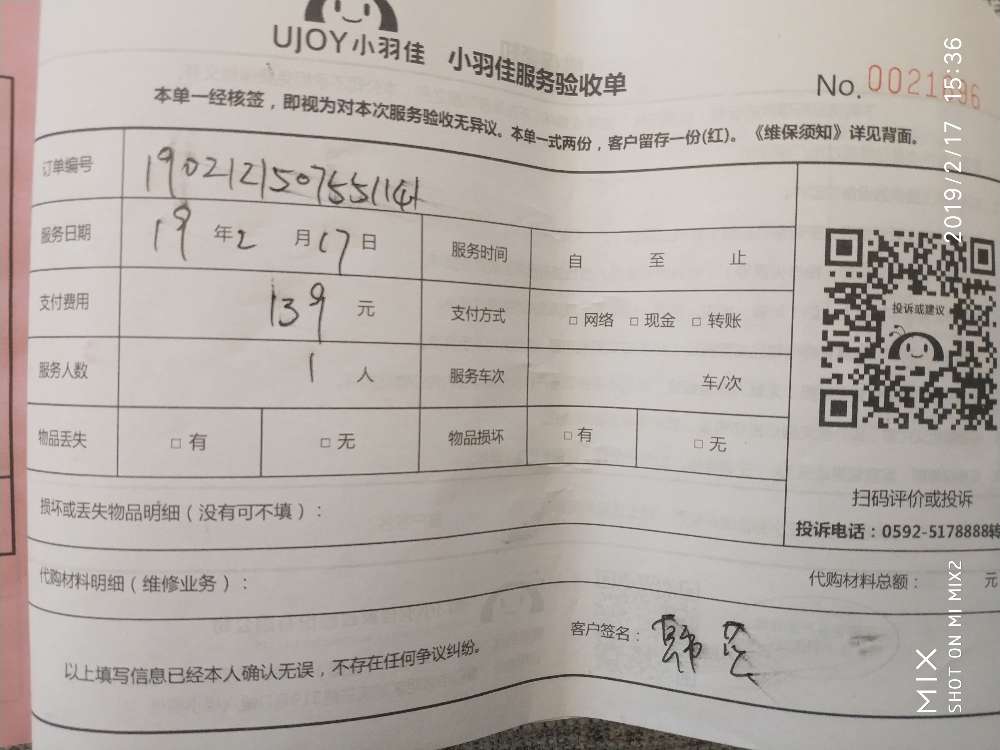 UJOY小羽佳 小羽佳服务验收单
No. 0021
本单一经核签，即视为对本次服务验收无异议。本单一式两份，客户留存一份(红)。《维保须知》详见背面。
订单编号 190212150755114
服务日期 19 年 2 月 17 日 服务时间 自 至 止
支付费用 139 元 支付方式 □ 网络 □ 现金 □ 转账
服务人数 1 人 服务车次 车/次
物品丢失 □ 有 □ 无 物品损坏 □ 有 □ 无
投诉或建议
扫码评价或投诉
投诉电话：0592-5178888转
损坏或丢失物品明细（没有可不填）：
代购材料明细（维修业务）： 代购材料总额： 元
以上填写信息已经本人确认无误，不存在任何争议纠纷。 客户签名： 韩
2019/2/17 15:36
MIX
SHOT ON MI MIX2